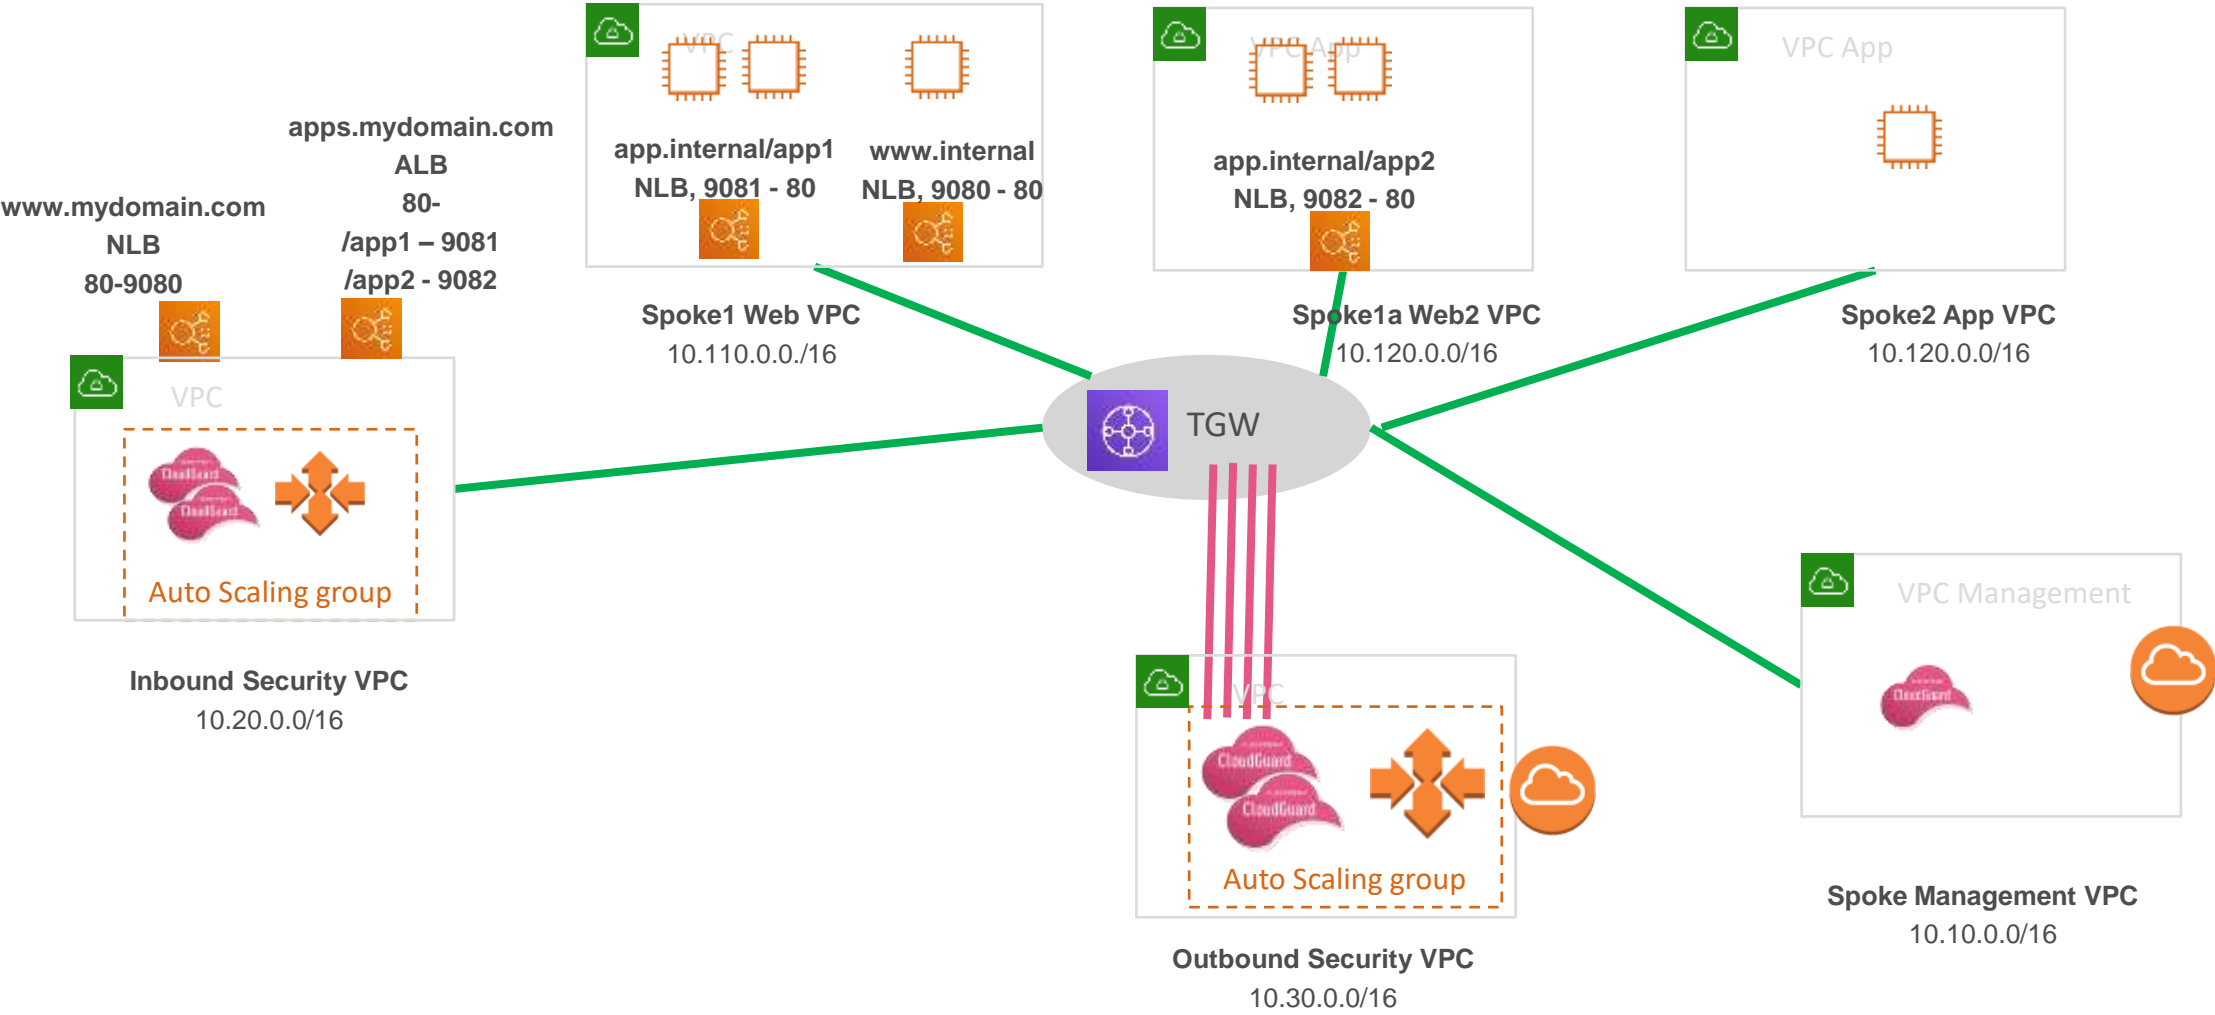 www.mydomain.com
NLB
80-9080
apps.mydomain.com
ALB
80-
/app1 – 9081
/app2 - 9082
VPC
Auto Scaling group
Inbound Security VPC
10.20.0.0/16
VPC
app.internal/app1
NLB, 9081 - 80
www.internal
NLB, 9080 - 80
Spoke1 Web VPC
10.110.0.0./16
VPC App
app.internal/app2
NLB, 9082 - 80
Spoke1a Web2 VPC
10.120.0.0/16
VPC App
Spoke2 App VPC
10.120.0.0/16
TGW
VPC
CloudGuard
CloudGuard
Auto Scaling group
Outbound Security VPC
10.30.0.0/16
VPC Management
CloudGuard
Spoke Management VPC
10.10.0.0/16
CloudGuard
CloudGuard